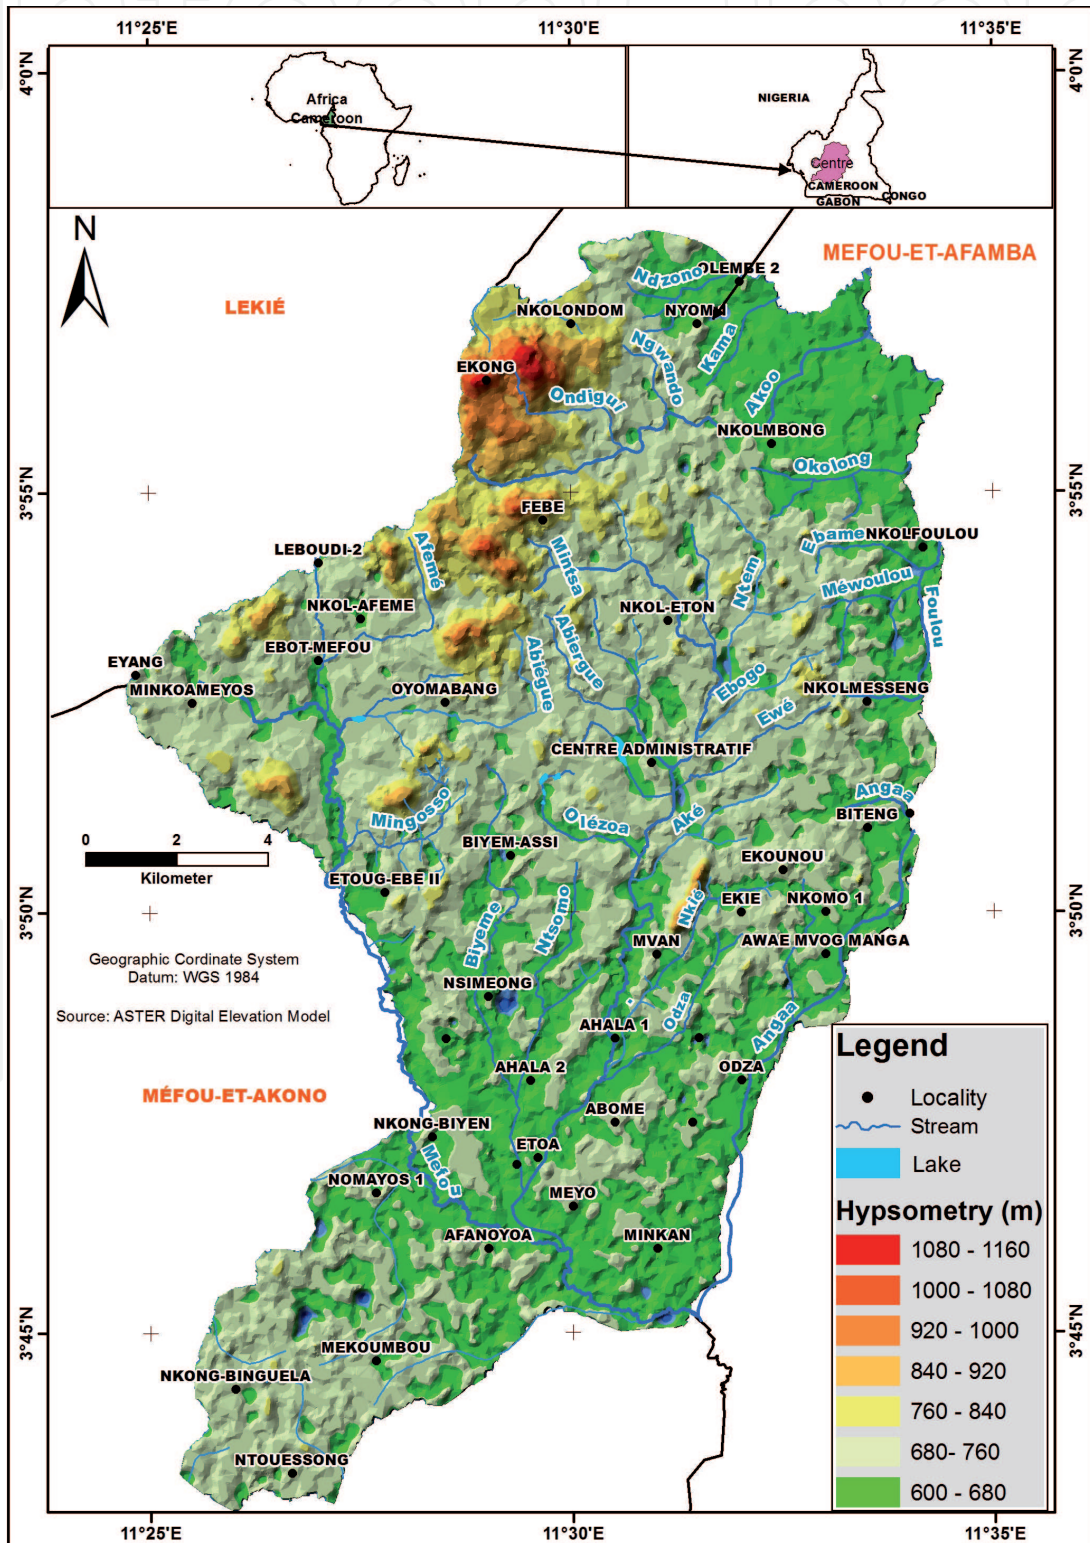 11°25'E
11°30'E
11°35'E
4°0'N
4°0'N
Africa
Cameroon
NIGERIA
Centre
CAMEROON
GABON
CONGO
N
MEFOU-ET-AFAMBA
LEKIÉ
OLEMBE 2
Ndzono
NKOLONDOM
NYOM 1
Ngwando
Kama
EKONG
Ondigui
Akoo
NKOLMBONG
Okolong
3°55'N
3°55'N
FEBE
Ebame
NKOLFOULOU
LEBOUDI-2
Afemé
Mintsa
Ntem
Méwoulou
Foulou
NKOL-AFEME
NKOL-ETON
EBOT-MEFOU
Abiergue
Abiégue
EYANG
MINKOAMEYOS
OYOMABANG
Ebogo
NKOLMESSENG
Ewé
CENTRE ADMINISTRATIF
Angaa
BITENG
Mingosso
Olézoa
Aké
0 2 4
Kilometer
BIYEM-ASSI
EKOUNOU
ETOUG-EBE II
EKIE
NKOMO 1
Nkié
3°50'N
3°50'N
Biyeme
Ntsomo
MVAN
AWAE MVOG MANGA
Geographic Cordinate System
Datum: WGS 1984
NSIMEONG
Source: ASTER Digital Elevation Model
AHALA 1
Odza
Angaa
AHALA 2
ODZA
MÉFOU-ET-AKONO
ABOME
NKONG-BIYEN
ETOA
Mefou
NOMAYOS 1
MEYO
AFANOYOA
MINKAN
3°45'N
3°45'N
MEKOUMBOU
NKONG-BINGUELA
NTOUESSONG
Legend
Locality
Stream
Lake
Hypsometry (m)
1080 - 1160
1000 - 1080
920 - 1000
840 - 920
760 - 840
680- 760
600 - 680
11°25'E
11°30'E
11°35'E